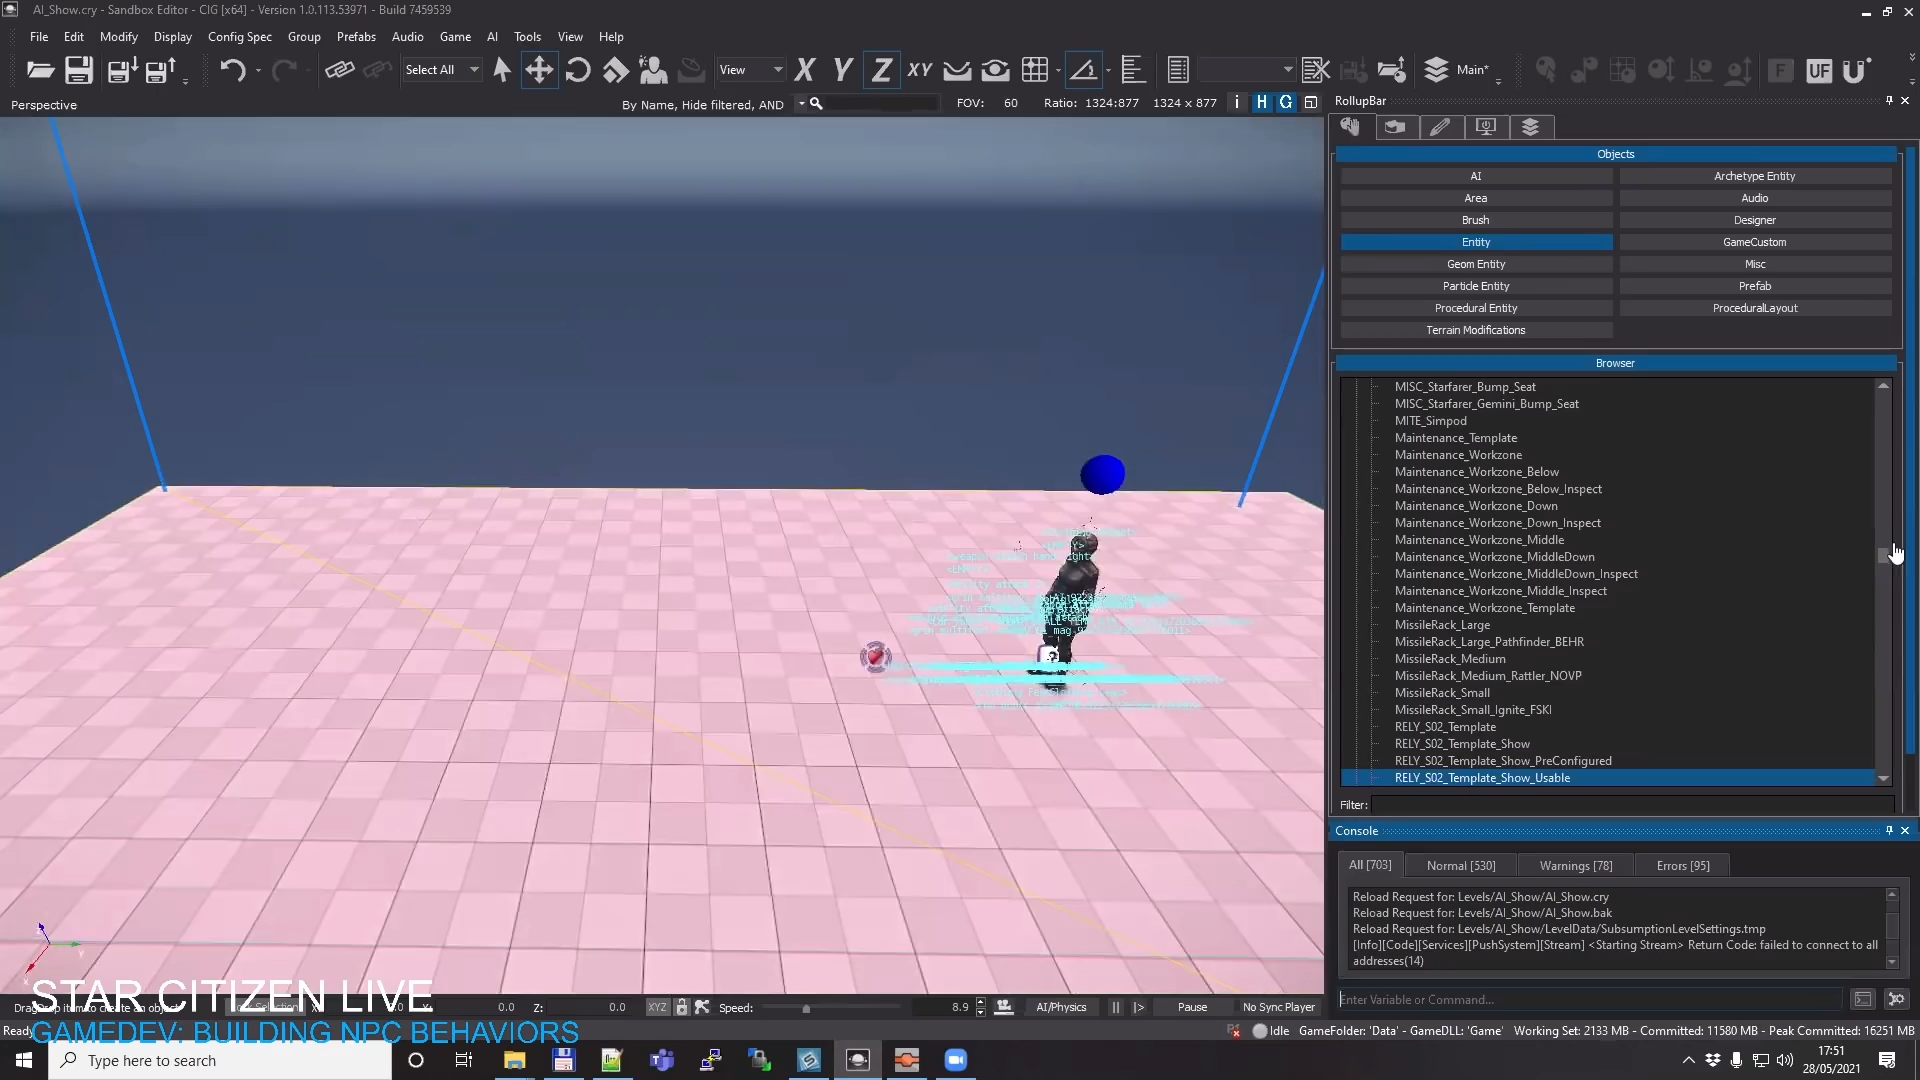 AI_Show.cry - Sandbox Editor - CIG [x64] - Version 1.0.113.53971 - Build 7459539
File Edit Modify Display Config Spec Group Prefabs Audio Game AI Tools View Help
Select All View X Y Z XY Main* F UF
Perspective By Name, Hide filtered, AND FOV: 60 Ratio: 1324:877 1324 x 877 i H G
RollupBar
Objects
AI Archetype Entity
Area Audio
Brush Designer
Entity GameCustom
Geom Entity Misc
Particle Entity Prefab
Procedural Entity ProceduralLayout
Terrain Modifications
Browser
MISC_Starfarer_Bump_Seat
MISC_Starfarer_Gemini_Bump_Seat
MITE_Simpod
Maintenance_Template
Maintenance_Workzone
Maintenance_Workzone_Below
Maintenance_Workzone_Below_Inspect
Maintenance_Workzone_Down
Maintenance_Workzone_Down_Inspect
Maintenance_Workzone_Middle
Maintenance_Workzone_MiddleDown
Maintenance_Workzone_MiddleDown_Inspect
Maintenance_Workzone_Middle_Inspect
Maintenance_Workzone_Template
MissileRack_Large
MissileRack_Large_Pathfinder_BEHR
MissileRack_Medium
MissileRack_Medium_Rattler_NOVP
MissileRack_Small
MissileRack_Small_Ignite_FSKI
RELY_S02_Template
RELY_S02_Template_Show
RELY_S02_Template_Show_PreConfigured
RELY_S02_Template_Show_Usable
Filter:
Console
All [703] Normal [530] Warnings [78] Errors [95]
Reload Request for: Levels/AI_Show/AI_Show.cry
Reload Request for: Levels/AI_Show/AI_Show.bak
Reload Request for: Levels/AI_Show/LevelData/SubsumptionLevelSettings.tmp
[Info][Code][Services][PushSystem][Stream] <Starting Stream> Return Code: failed to connect to all
addresses(14)
Enter Variable or Command...
STAR CITIZEN LIVE
0.0 Z: 0.0 XYZ Speed: 8.9 AI/Physics Pause No Sync Player
GAMEDEV: BUILDING NPC BEHAVIORS
Idle GameFolder: 'Data' - GameDLL: 'Game' Working Set: 2133 MB - Committed: 11580 MB - Peak Committed: 16251 MB
Type here to search
17:51
28/05/2021